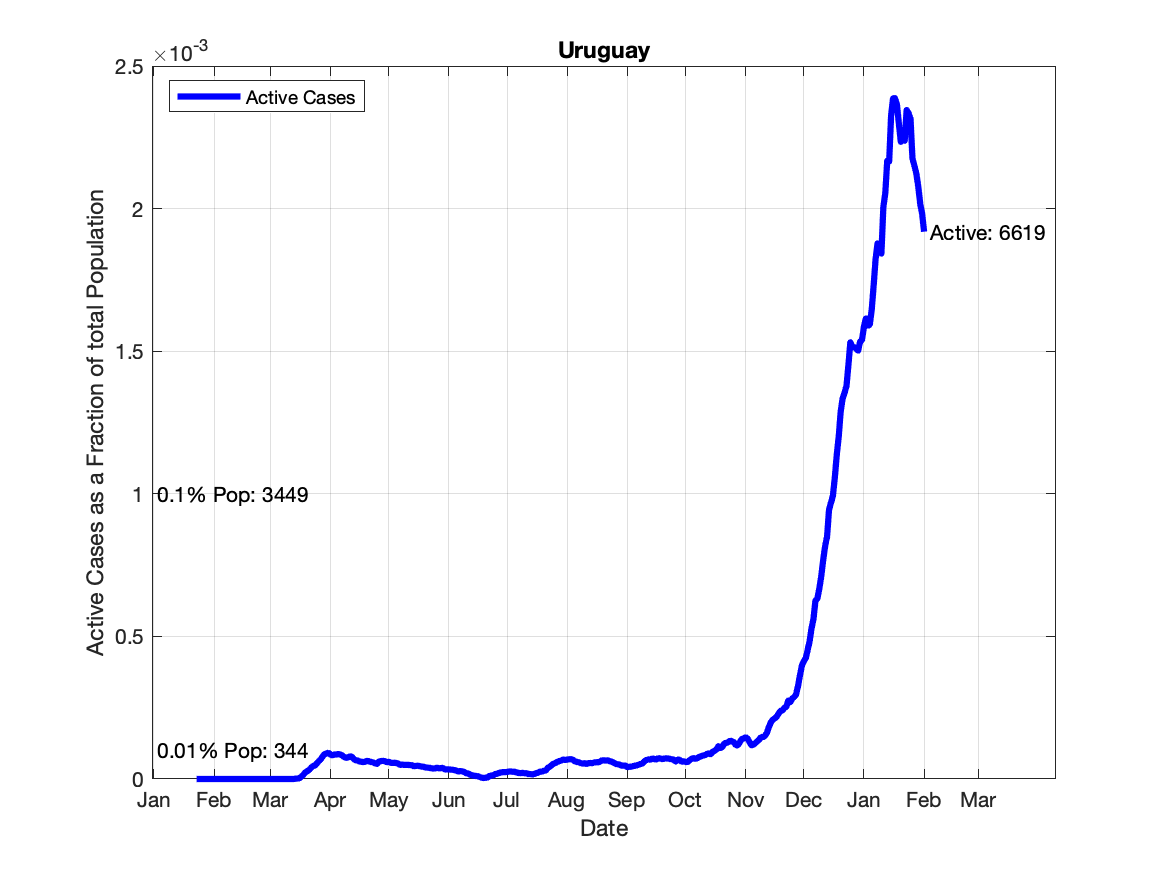 Uruguay
×10-3
2.5
2
1.5
1
0.5
0
Active Cases as a Fraction of total Population
Active Cases
Active: 6619
0.1% Pop: 3449
0.01% Pop: 344
Jan Feb Mar Apr May Jun Jul Aug Sep Oct Nov Dec Jan Feb Mar
Date